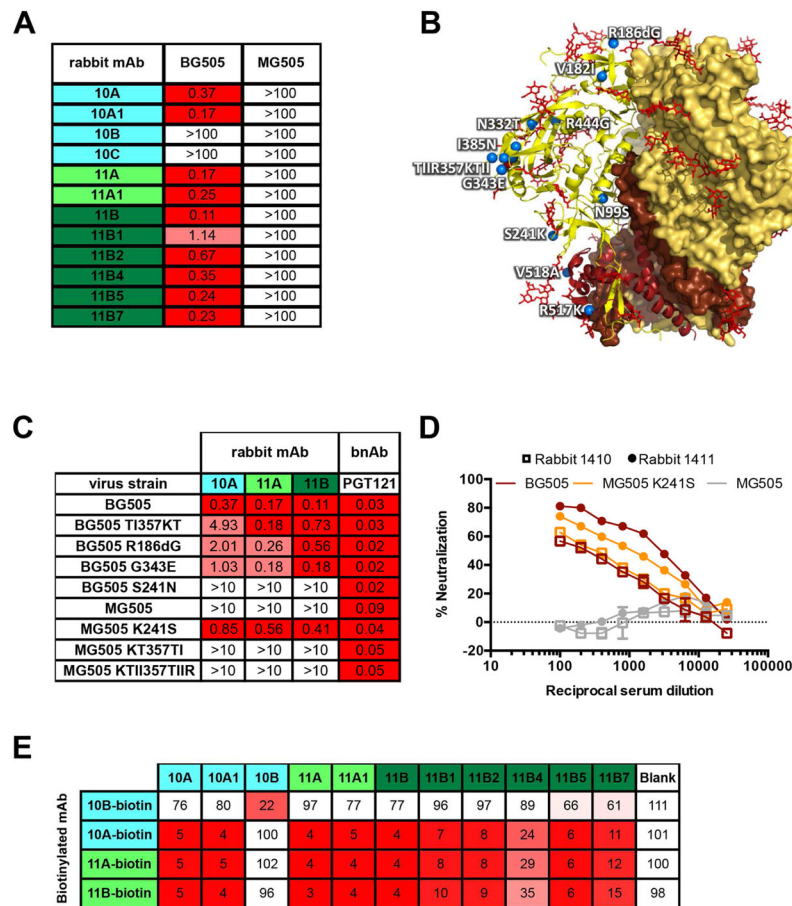 A
rabbit mAb BG505 MG505
10A 0.37 >100
10A1 0.17 >100
10B >100 >100
10C >100 >100
11A 0.17 >100
11A1 0.25 >100
11B 0.11 >100
11B1 1.14 >100
11B2 0.67 >100
11B4 0.35 >100
11B5 0.24 >100
11B7 0.23 >100
B
R186dG
V182I
N332T R444G
I385N
TIIR357KTII
G343E
N99S
S241K
V518A
R517K
C
rabbit mAb bnAb
virus strain 10A 11A 11B PGT121
BG505 0.37 0.17 0.11 0.03
BG505 TI357KT 4.93 0.18 0.73 0.03
BG505 R186dG 2.01 0.26 0.56 0.02
BG505 G343E 1.03 0.18 0.18 0.02
BG505 S241N >10 >10 >10 0.02
MG505 >10 >10 >10 0.09
MG505 K241S 0.85 0.56 0.41 0.04
MG505 KT357TI >10 >10 >10 0.05
MG505 KTII357TIIR >10 >10 >10 0.05
D
Rabbit 1410 Rabbit 1411
BG505 MG505 K241S MG505
% Neutralization
100
80
60
40
20
0
-20
10 100 1000 10000 100000
Reciprocal serum dilution
E
10A 10A1 10B 11A 11A1 11B 11B1 11B2 11B4 11B5 11B7 Blank
Biotinylated mAb
10B-biotin 76 80 22 97 77 77 96 97 89 66 61 111
10A-biotin 5 4 100 4 5 4 7 8 24 6 11 101
11A-biotin 5 5 102 4 4 4 8 8 29 6 12 100
11B-biotin 5 4 96 3 4 4 10 9 35 6 15 98